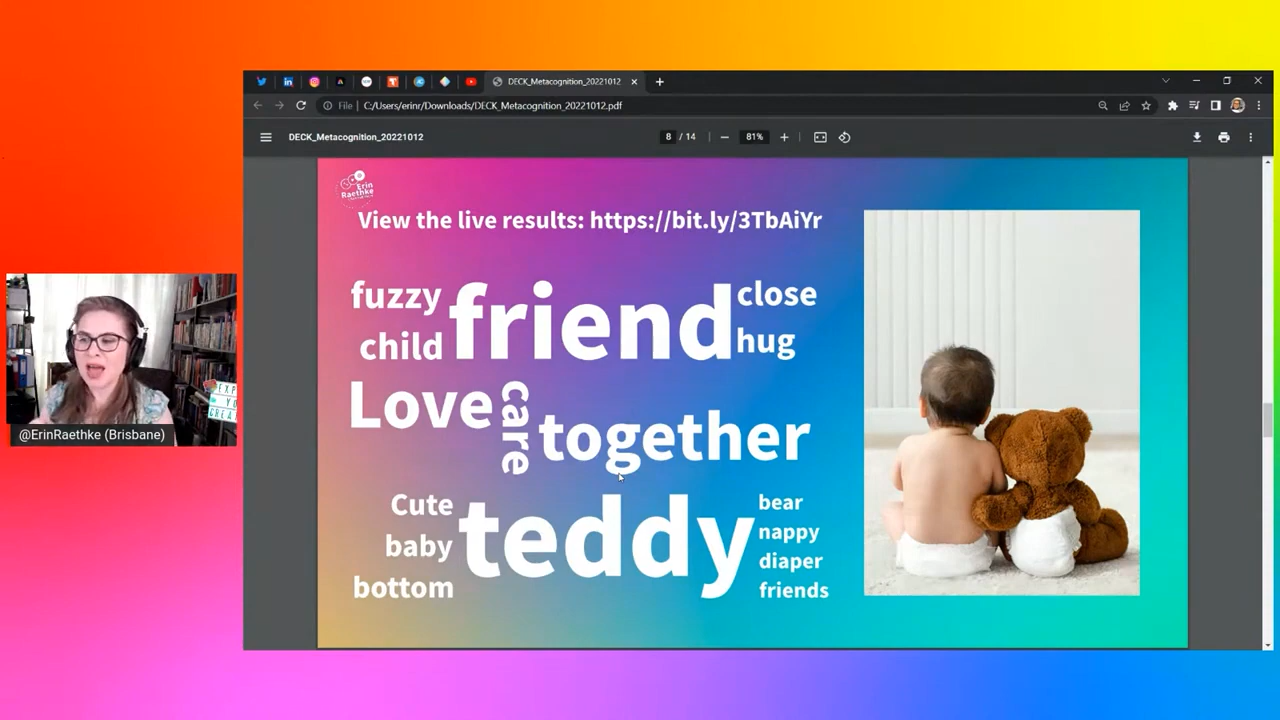 DECK_Metacognition_20221012
File
C:/Users/erinr/Downloads/DECK_Metacognition_20221012.pdf
DECK_Metacognition_20221012
8 / 14
81%
Erin
Raethke
View the live results: https://bit.ly/3TbAiYr
fuzzy
friend
close
child
hug
Love
care
together
Cute
teddy
bear
baby
nappy
diaper
bottom
friends
@ErinRaethke (Brisbane)